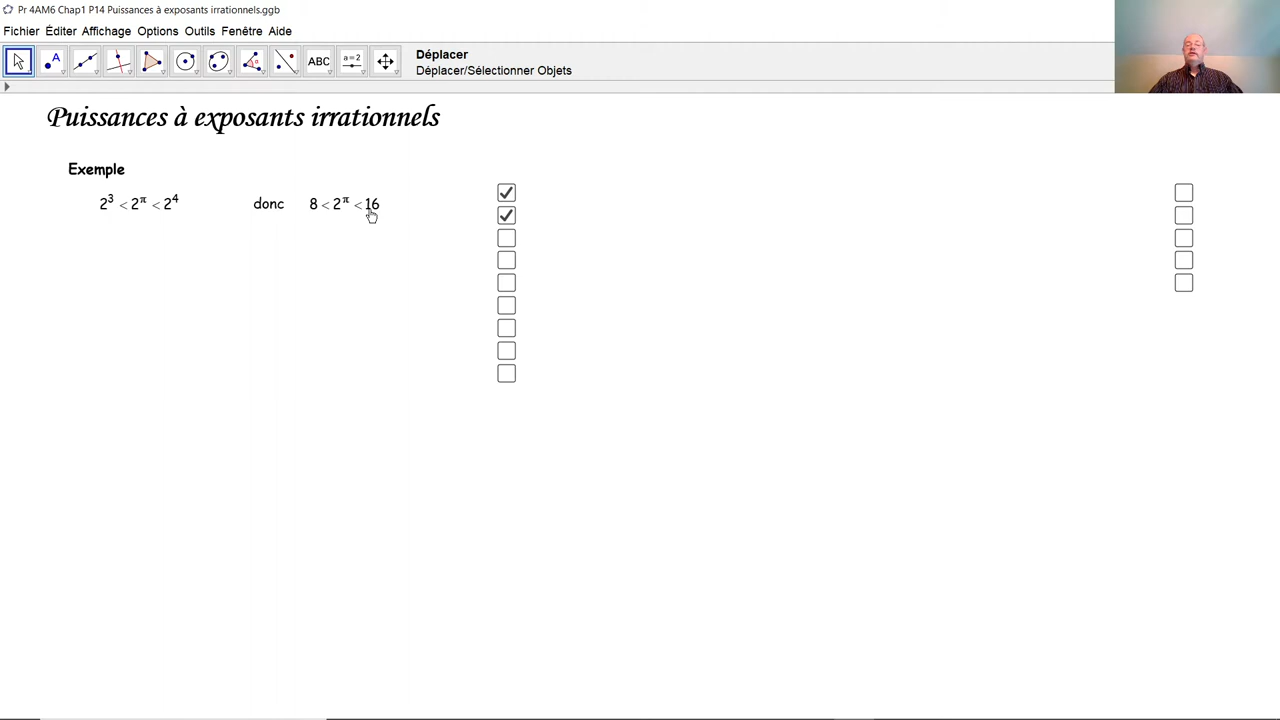 Pr 4AM6 Chap1 P14 Puissances à exposants irrationnels.ggb
Fichier Éditer Affichage Options Outils Fenêtre Aide
A ABC a=2 Déplacer
Déplacer/Sélectionner Objets
Puissances à exposants irrationnels
Exemple
2³ < 2^π < 2⁴ donc 8 < 2^π < 16